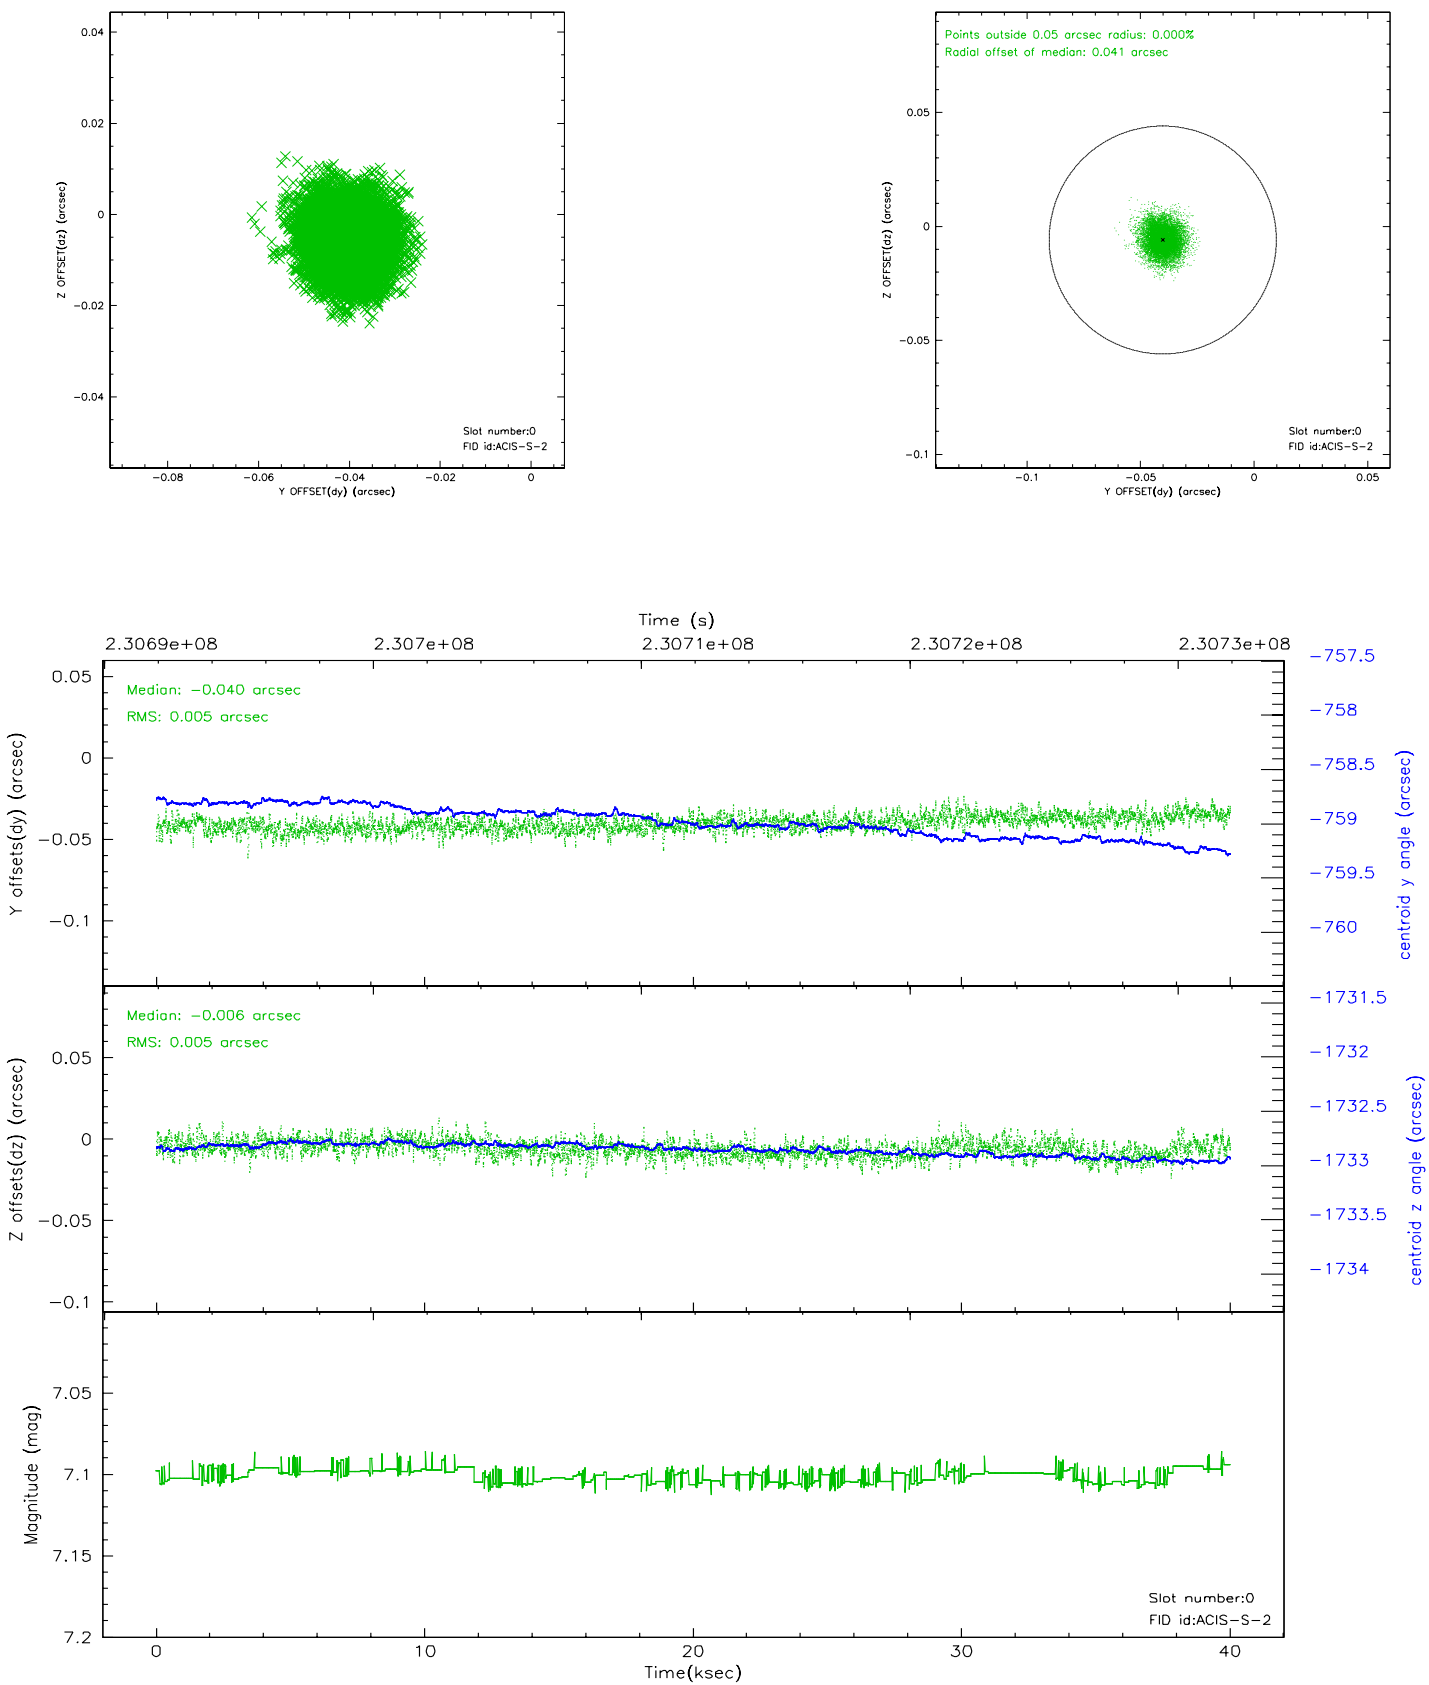 0.04
0.02
0
−0.02
−0.04
Z OFFSET(dz) (arcsec)
Slot number:0
FID id:ACIS−S−2
−0.08
−0.06
−0.04
−0.02
0
Y OFFSET(dy) (arcsec)
Points outside 0.05 arcsec radius: 0.000%
Radial offset of median: 0.041 arcsec
0.05
0
−0.05
−0.1
Z OFFSET(dz) (arcsec)
Slot number:0
FID id:ACIS−S−2
−0.1
−0.05
0
0.05
Y OFFSET(dy) (arcsec)
Time (s)
2.3069e+08
2.307e+08
2.3071e+08
2.3072e+08
2.3073e+08
Median: −0.040 arcsec
RMS: 0.005 arcsec
0.05
0
−0.05
−0.1
Y offsets(dy) (arcsec)
−757.5
−758
−758.5
−759
−759.5
−760
centroid y angle (arcsec)
Median: −0.006 arcsec
RMS: 0.005 arcsec
0.05
0
−0.05
−0.1
Z offsets(dz) (arcsec)
−1731.5
−1732
−1732.5
−1733
−1733.5
−1734
centroid z angle (arcsec)
7.05
7.1
7.15
7.2
Magnitude (mag)
Slot number:0
FID id:ACIS−S−2
0
10
20
30
40
Time(ksec)